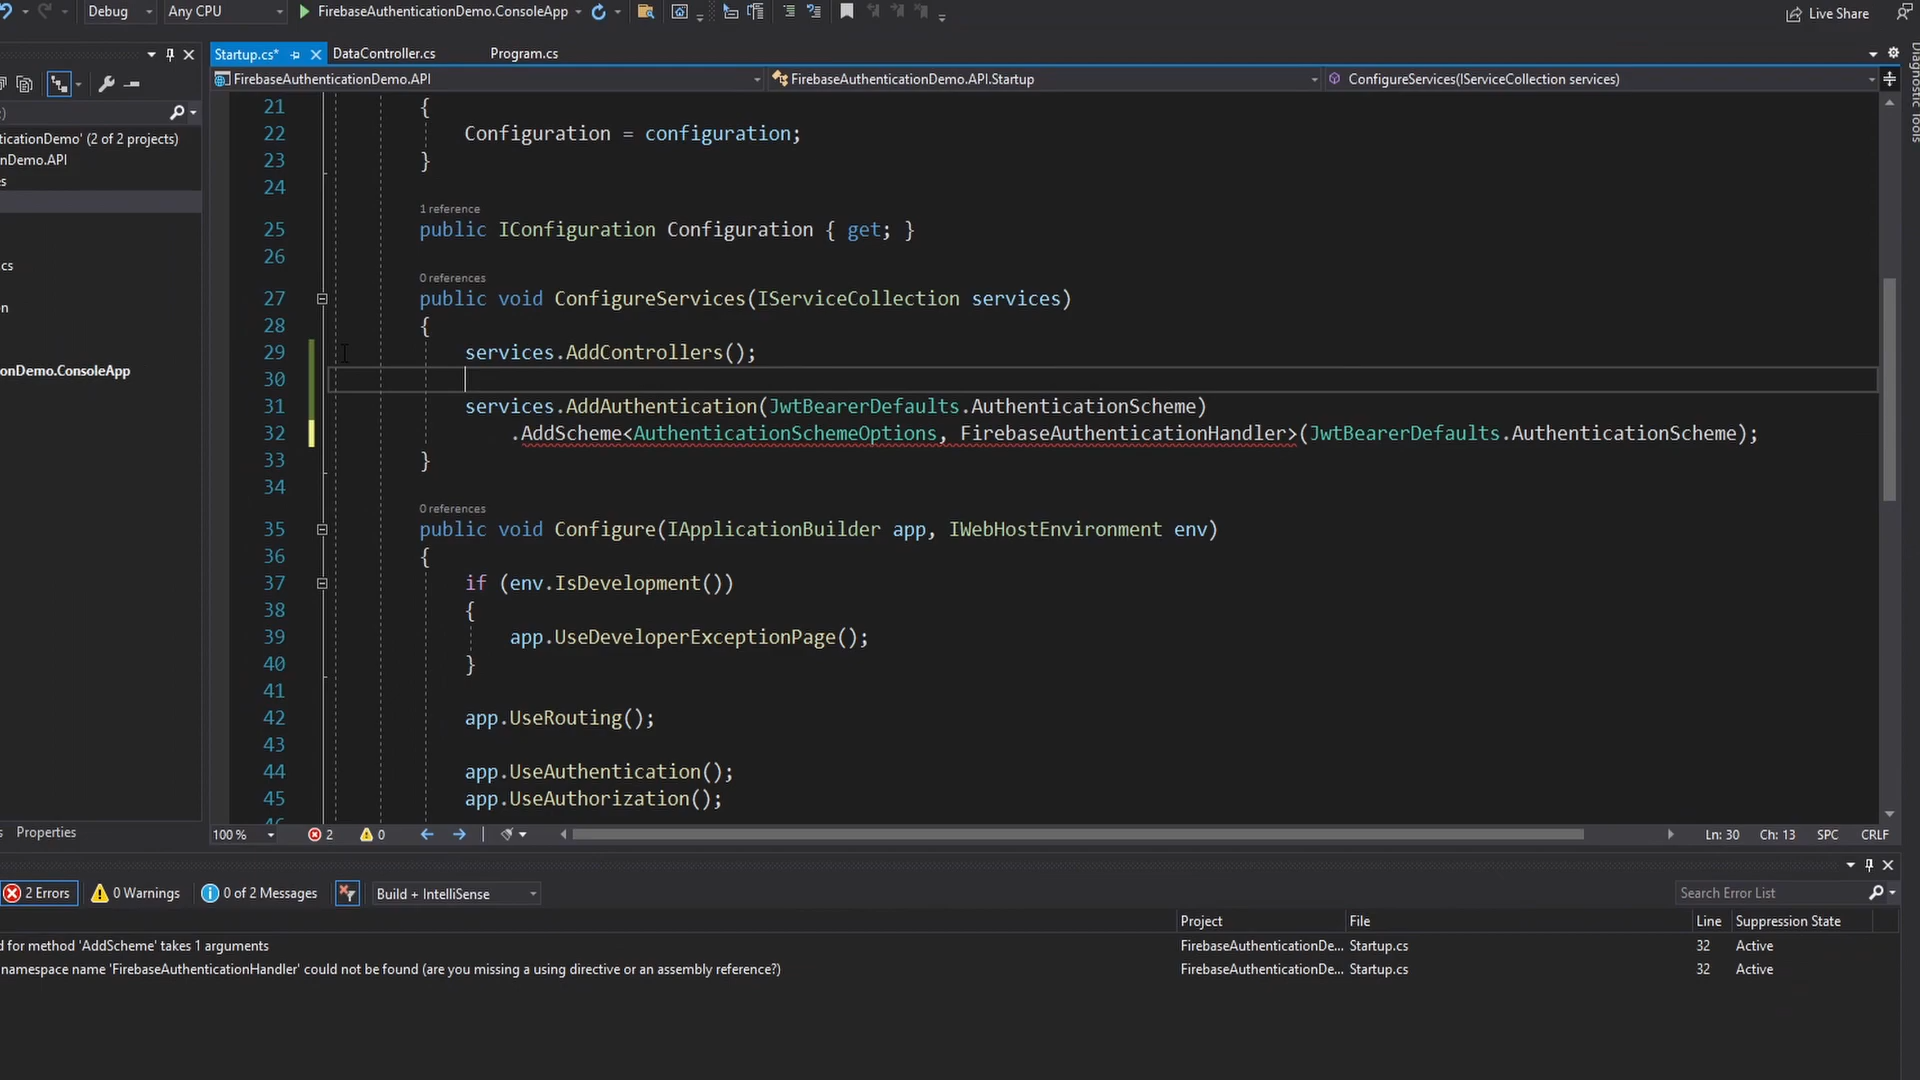 Debug Any CPU FirebaseAuthenticationDemo.ConsoleApp Live Share
Startup.cs* DataController.cs Program.cs
FirebaseAuthenticationDemo.API FirebaseAuthenticationDemo.API.Startup ConfigureServices(IServiceCollection services)
Diagnostic Tools
ticationDemo' (2 of 2 projects)
onDemo.API
es
cs
on
onDemo.ConsoleApp
Properties
21 {
22 Configuration = configuration;
23 }
24
1 reference
25 public IConfiguration Configuration { get; }
26
0 references
27 public void ConfigureServices(IServiceCollection services)
28 {
29 services.AddControllers();
30
31 services.AddAuthentication(JwtBearerDefaults.AuthenticationScheme)
32 .AddScheme<AuthenticationSchemeOptions, FirebaseAuthenticationHandler>(JwtBearerDefaults.AuthenticationScheme);
33 }
34
0 references
35 public void Configure(IApplicationBuilder app, IWebHostEnvironment env)
36 {
37 if (env.IsDevelopment())
38 {
39 app.UseDeveloperExceptionPage();
40 }
41
42 app.UseRouting();
43
44 app.UseAuthentication();
45 app.UseAuthorization();
100 % 2 0 Ln: 30 Ch: 13 SPC CRLF
2 Errors 0 Warnings 0 of 2 Messages Build + IntelliSense Search Error List
Project File Line Suppression State
d for method 'AddScheme' takes 1 arguments FirebaseAuthenticationDe... Startup.cs 32 Active
namespace name 'FirebaseAuthenticationHandler' could not be found (are you missing a using directive or an assembly reference?) FirebaseAuthenticationDe... Startup.cs 32 Active